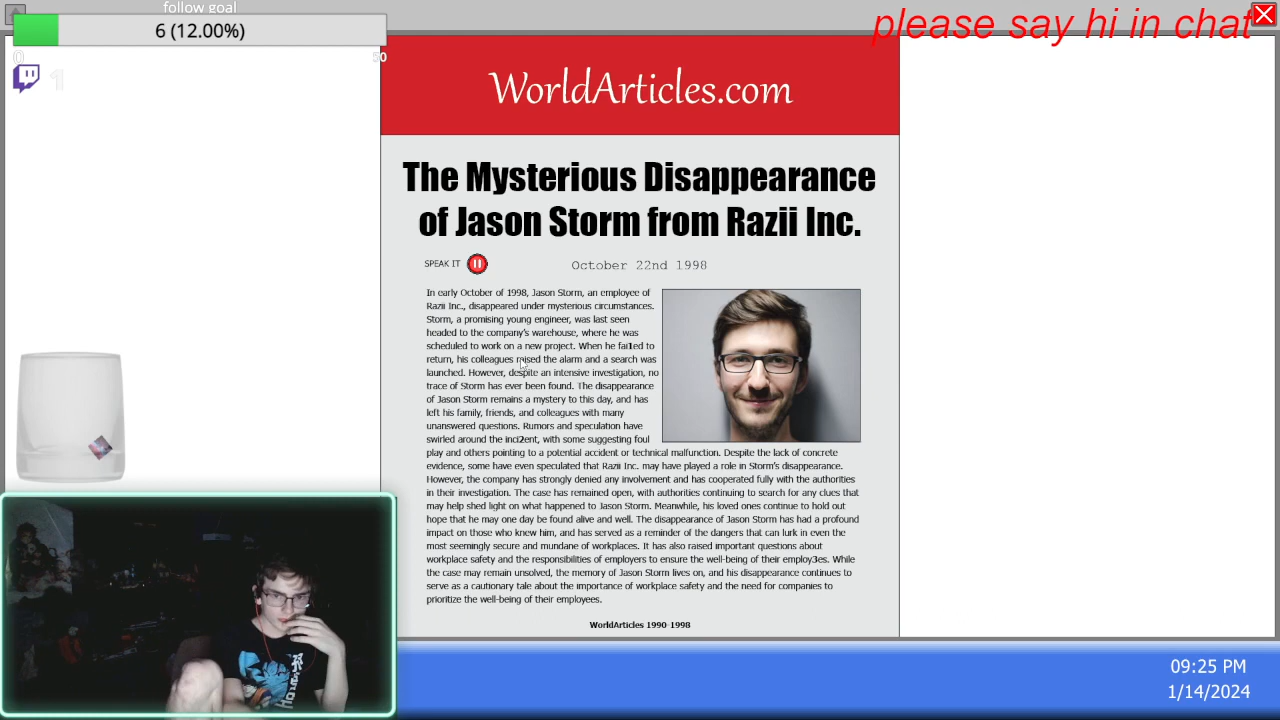 follow goal
6 (12.00%)
0
50
1
please say hi in chat
WorldArticles.com
The Mysterious Disappearance
of Jason Storm from Razii Inc.
SPEAK IT
October 22nd 1998
In early October of 1998, Jason Storm, an employee of
Razii Inc., disappeared under mysterious circumstances.
Storm, a promising young engineer, was last seen
headed to the company's warehouse, where he was
scheduled to work on a new project. When he fai1ed to
return, his colleagues raised the alarm and a search was
launched. However, despite an intensive investigation, no
trace of Storm has ever been found. The disappearance
of Jason Storm remains a mystery to this day, and has
left his family, friends, and colleagues with many
unanswered questions. Rumors and speculation have
swirled around the inci2ent, with some suggesting foul
play and others pointing to a potential accident or technical malfunction. Despite the lack of concrete
evidence, some have even speculated that Razii Inc. may have played a role in Storm's disappearance.
However, the company has strongly denied any involvement and has cooperated fully with the authorities
in their investigation. The case has remained open, with authorities continuing to search for any clues that
may help shed light on what happened to Jason Storm. Meanwhile, his loved ones continue to hold out
hope that he may one day be found alive and well. The disappearance of Jason Storm has had a profound
impact on those who knew him, and has served as a reminder of the dangers that can lurk in even the
most seemingly secure and mundane of workplaces. It has also raised important questions about
workplace safety and the responsibilities of employers to ensure the well-being of their employ3es. While
the case may remain unsolved, the memory of Jason Storm lives on, and his disappearance continues to
serve as a cautionary tale about the importance of workplace safety and the need for companies to
prioritize the well-being of their employees.
WorldArticles 1990-1998
09:25 PM
1/14/2024